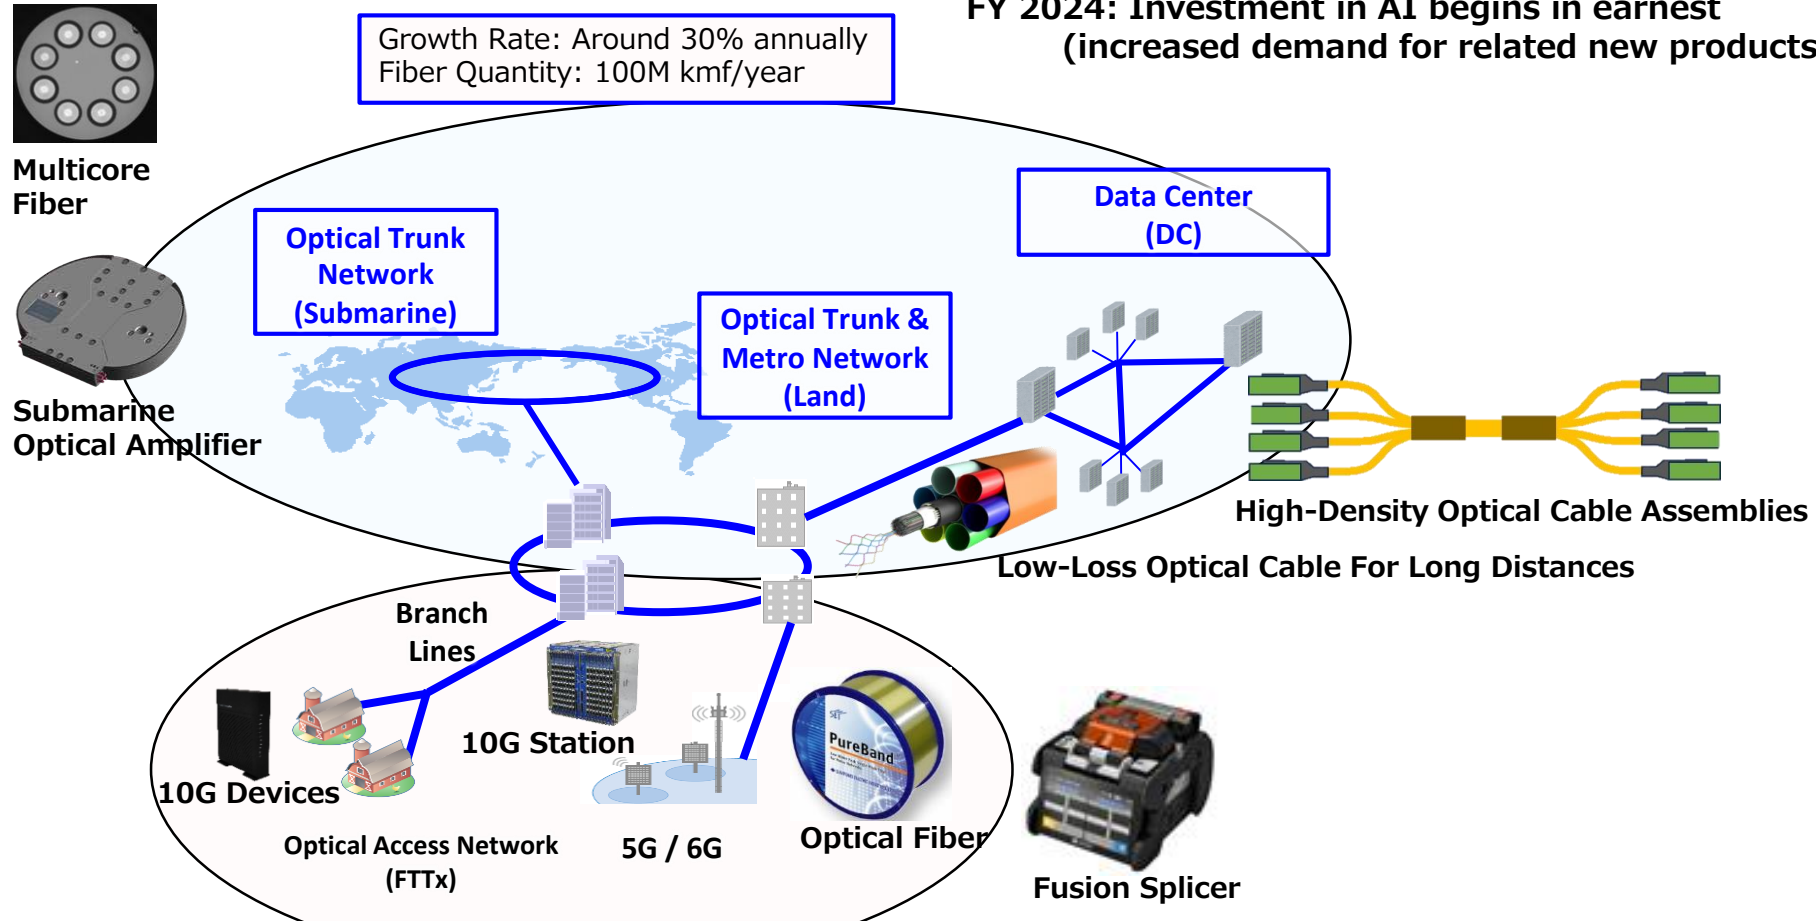 FY 2024: Investment in AI begins in earnest
(increased demand for related new products
Growth Rate: Around 30% annually
Fiber Quantity: 100M kmf/year
Multicore
Fiber
Data Center
(DC)
Optical Trunk
Network
(Submarine)
Optical Trunk &
Metro Network
(Land)
Submarine
Optical Amplifier
High-Density Optical Cable Assemblies
Low-Loss Optical Cable For Long Distances
Branch
Lines
10G Station
PureBand
10G Devices
Optical Access Network
(FTTx)
5G / 6G
Optical Fiber
Fusion Splicer